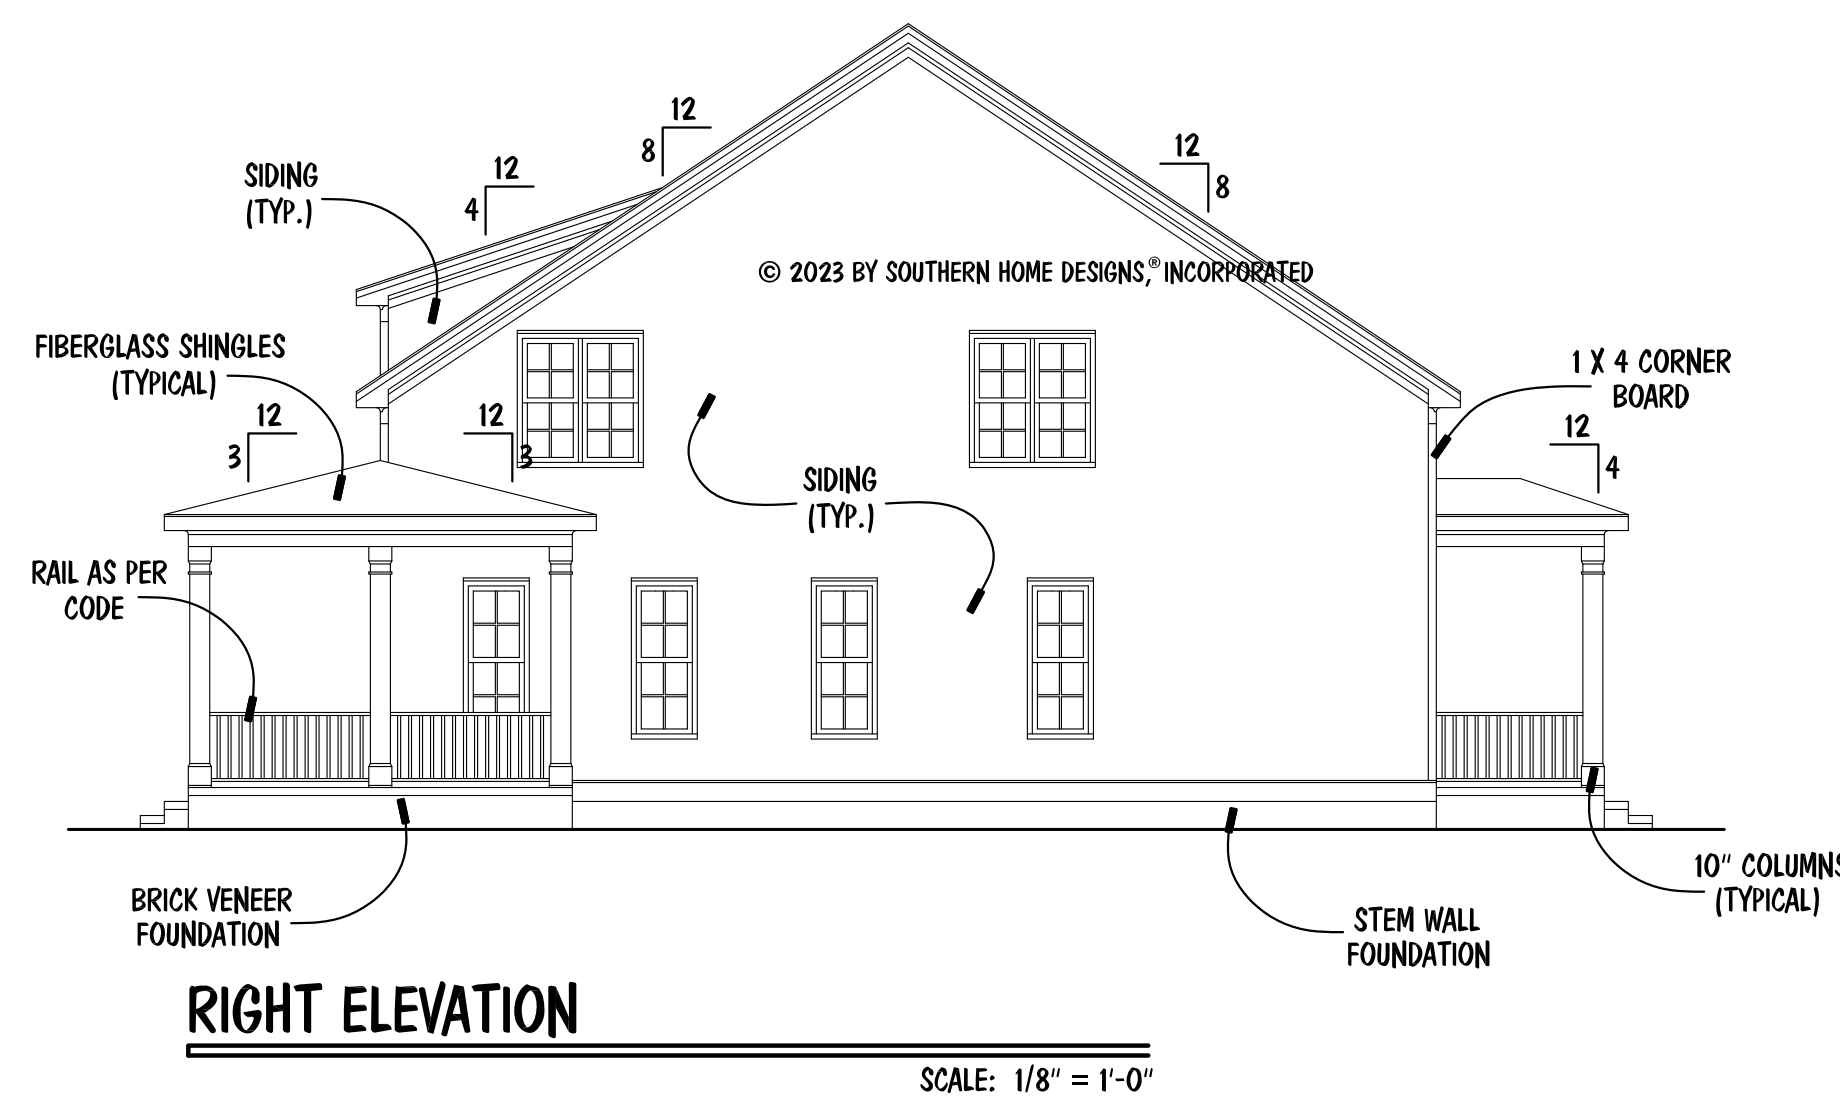 12
8
12
8
12
4
SIDING
(TYP.)
© 2023 BY SOUTHERN HOME DESIGNS,® INCORPORATED
FIBERGLASS SHINGLES
(TYPICAL)
1 X 4 CORNER
BOARD
12
3
12
3
12
4
SIDING
(TYP.)
RAIL AS PER
CODE
10" COLUMNS
(TYPICAL)
BRICK VENEER
FOUNDATION
STEM WALL
FOUNDATION
RIGHT ELEVATION
SCALE: 1/8" = 1'-0"